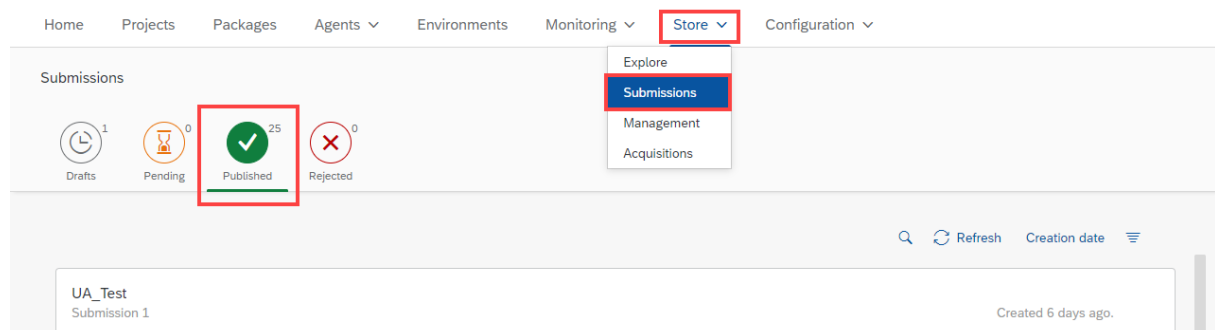 Home Projects Packages Agents Environments Monitoring Store Configuration
Explore
Submissions
Submissions
Management
Acquisitions
1 0 25 0
Drafts Pending Published Rejected
Refresh Creation date
UA_Test
Submission 1 Created 6 days ago.